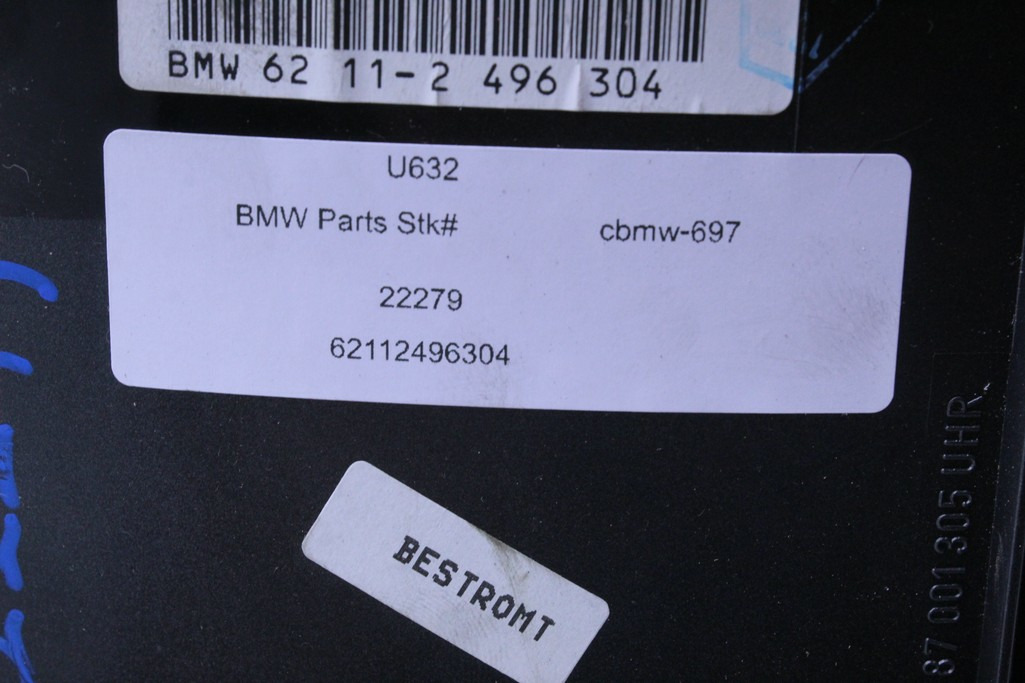 BMW 62 11-2 496 304
U632
BMW Parts Stk# cbmw-697
22279
62112496304
BESTROMT
87 001 305 UHR